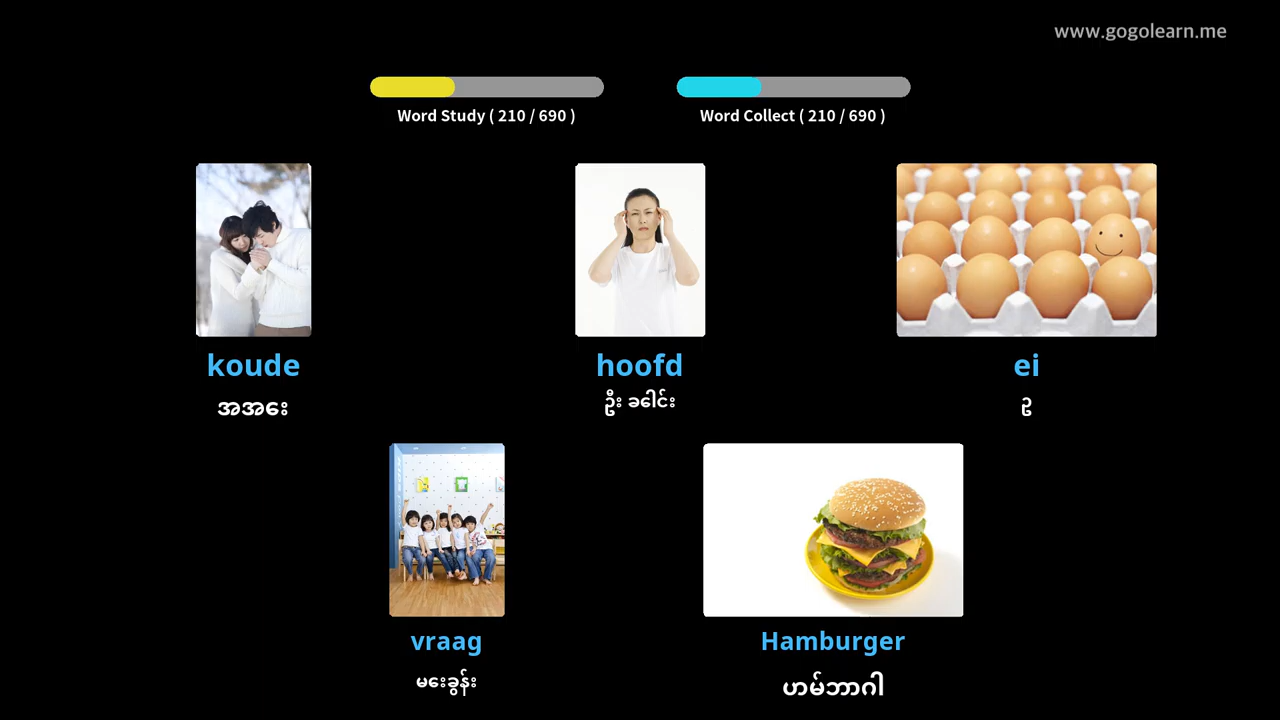 www.gogolearn.me
Word Study ( 210 / 690 )
Word Collect ( 210 / 690 )
koude
hoofd
ei
အအေး
ဦး ခေါင်း
ဥ
vraag
Hamburger
မေးခွန်း
ဟမ်ဘာဂါ